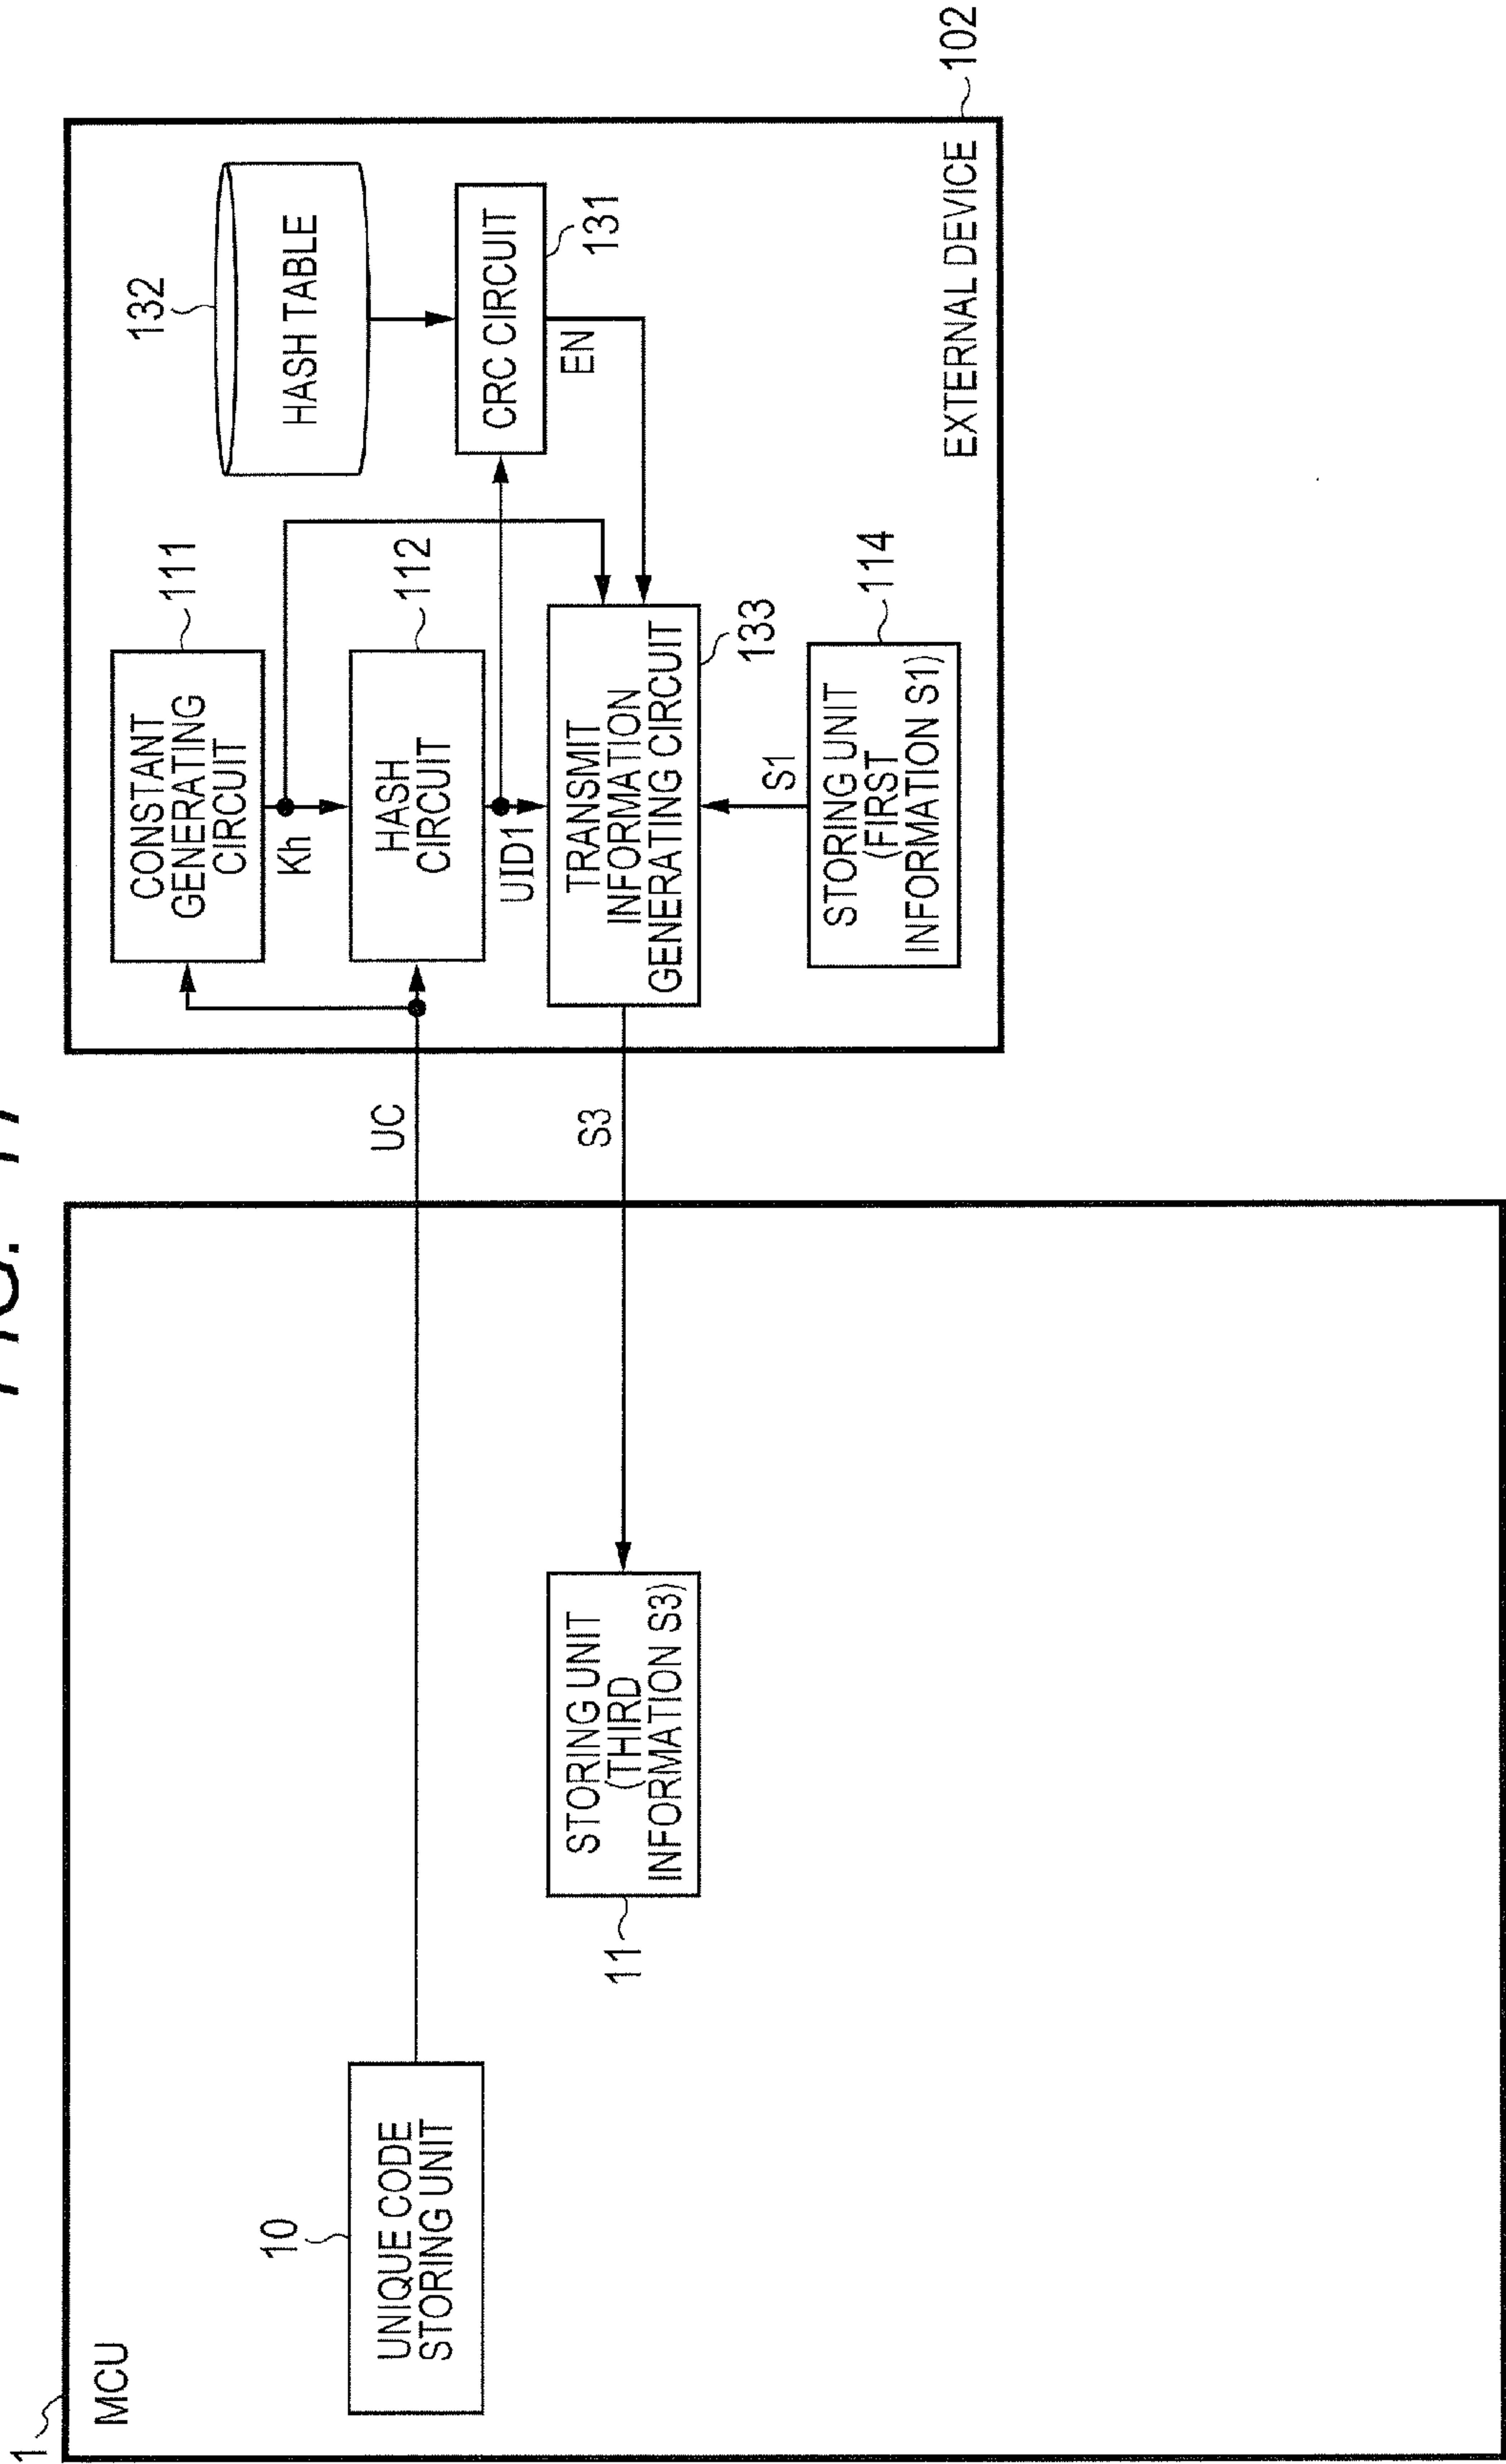 FIG.
1
MCU
10
UNIQUE CODE
STORING UNIT
11
STORING UNIT
(THIRD
INFORMATION S3)
UC
S3
CONSTANT
GENERATING
CIRCUIT
111
Kh
HASH
CIRCUIT
112
UID1
TRANSMIT
INFORMATION
GENERATING CIRCUIT
133
S1
STORING UNIT
(FIRST
INFORMATION S1)
114
132
HASH TABLE
CRC CIRCUIT
131
EN
EXTERNAL DEVICE
102